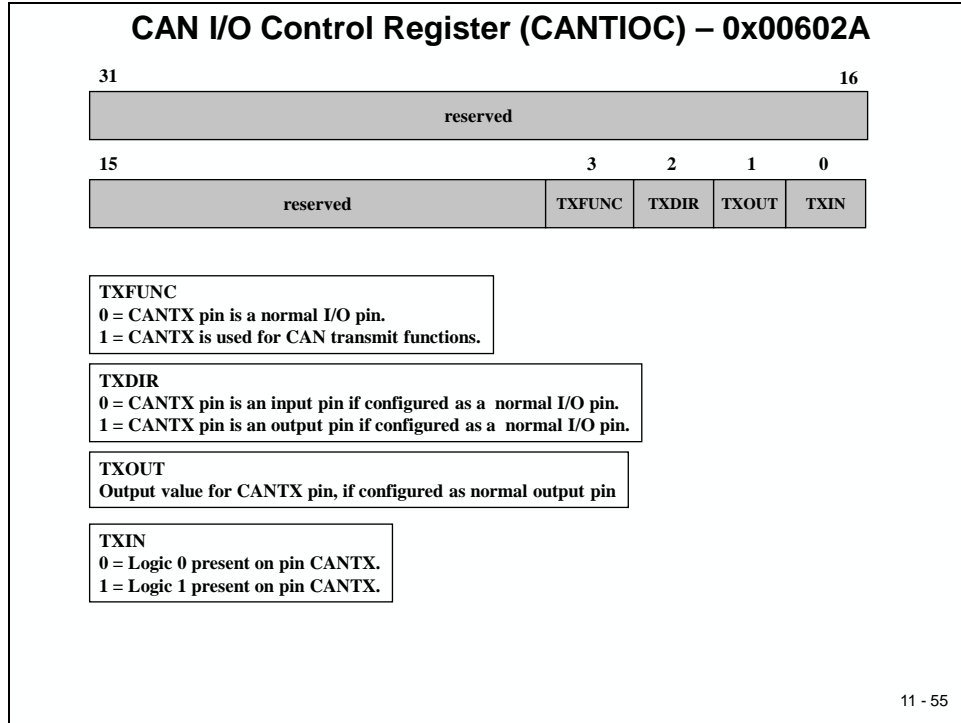 CAN I/O Control Register (CANTIOC) – 0x00602A
31 16
reserved
15 3 2 1 0
reserved TXFUNC TXDIR TXOUT TXIN
TXFUNC
0 = CANTX pin is a normal I/O pin.
1 = CANTX is used for CAN transmit functions.
TXDIR
0 = CANTX pin is an input pin if configured as a normal I/O pin.
1 = CANTX pin is an output pin if configured as a normal I/O pin.
TXOUT
Output value for CANTX pin, if configured as normal output pin
TXIN
0 = Logic 0 present on pin CANTX.
1 = Logic 1 present on pin CANTX.
11 - 55